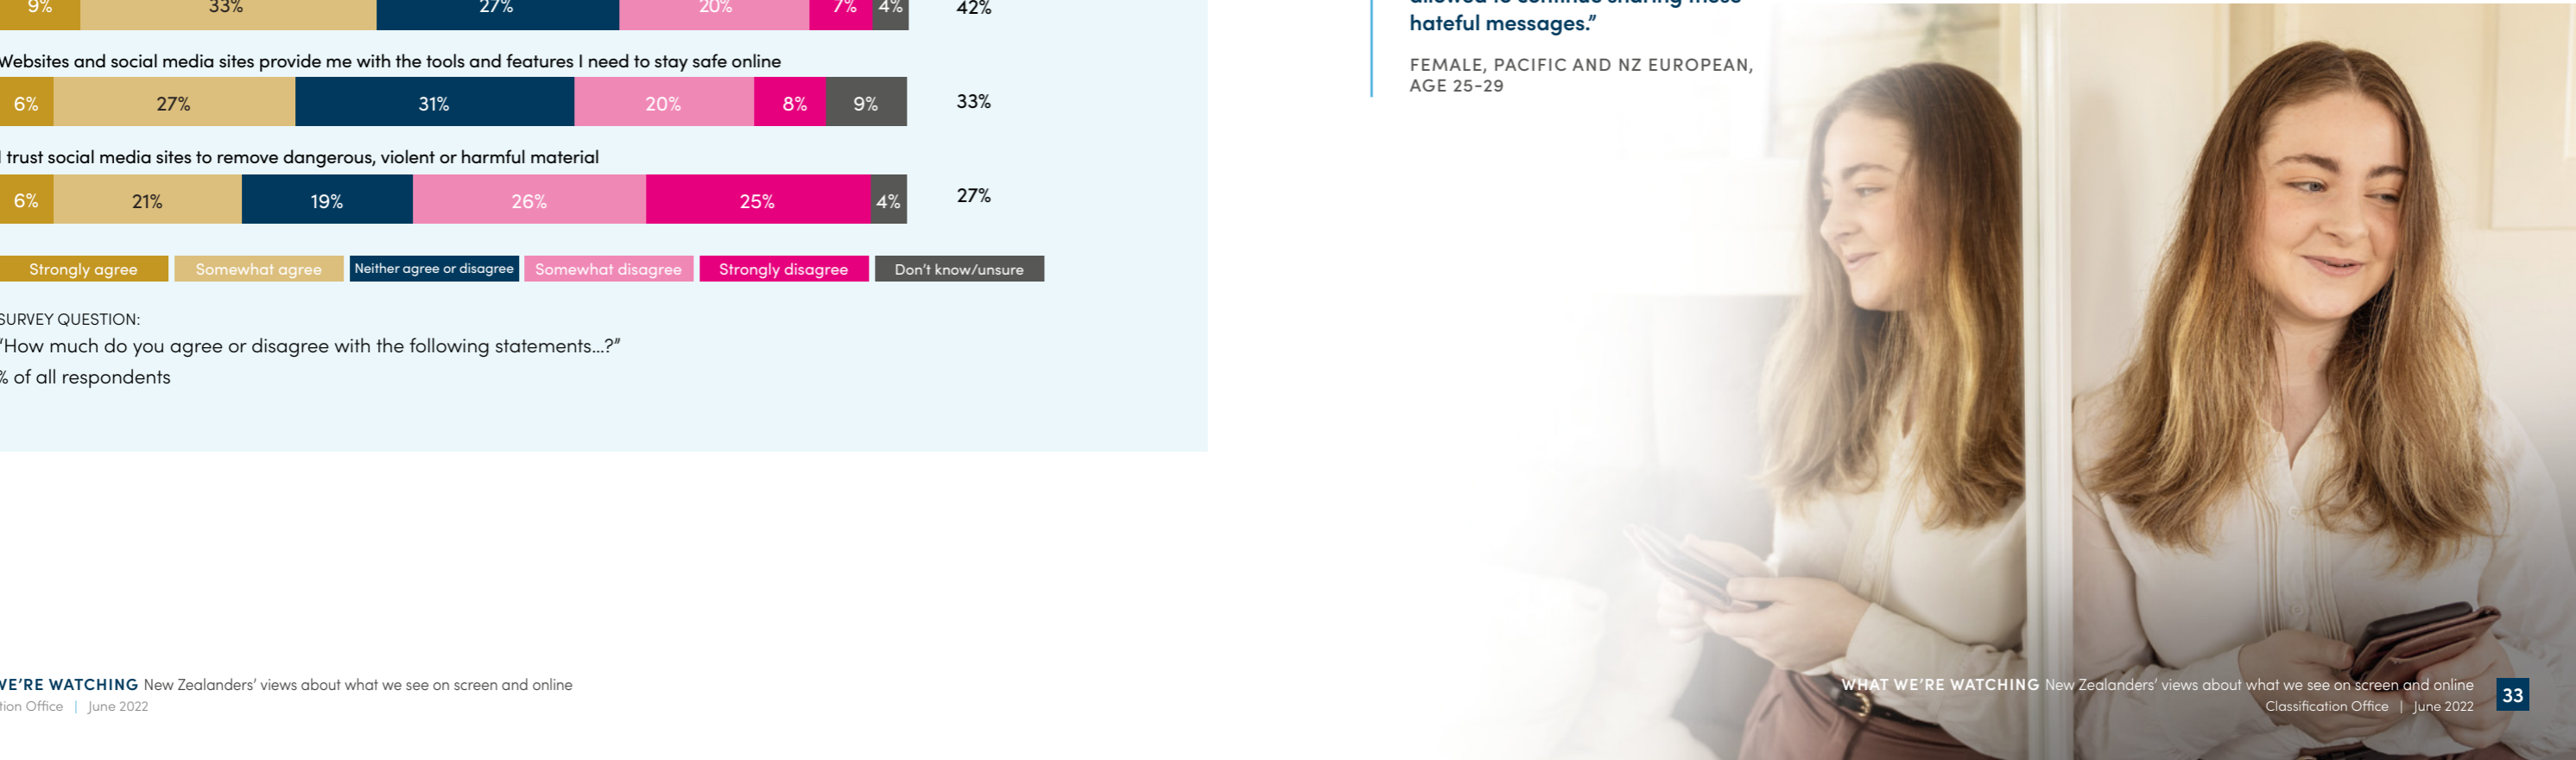 9% 33% 27% 20% 7% 4% 42%
Websites and social media sites provide me with the tools and features I need to stay safe online
6% 27% 31% 20% 8% 9% 33%
I trust social media sites to remove dangerous, violent or harmful material
6% 21% 19% 26% 25% 4% 27%
Strongly agree Somewhat agree Neither agree or disagree Somewhat disagree Strongly disagree Don't know/unsure
SURVEY QUESTION:
"How much do you agree or disagree with the following statements...?"
% of all respondents
WE'RE WATCHING New Zealanders' views about what we see on screen and online
tion Office | June 2022
allowed to continue sharing these
hateful messages."
FEMALE, PACIFIC AND NZ EUROPEAN,
AGE 25-29
WHAT WE'RE WATCHING New Zealanders' views about what we see on screen and online
Classification Office | June 2022
33